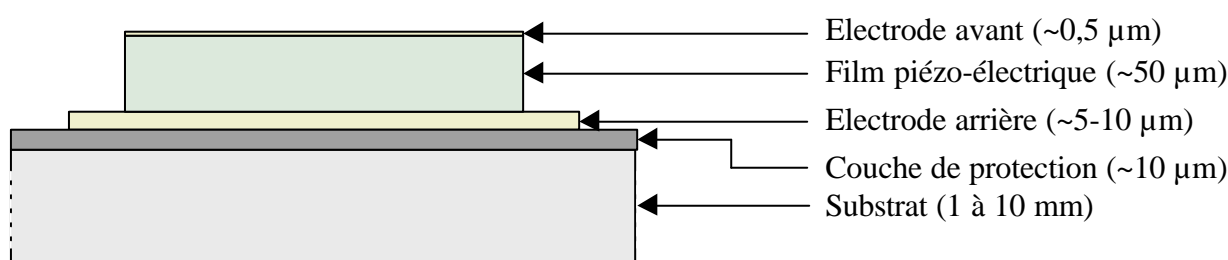 Electrode avant (~0,5 µm)
Film piézo-électrique (~50 µm)
Electrode arrière (~5-10 µm)
Couche de protection (~10 µm)
Substrat (1 à 10 mm)